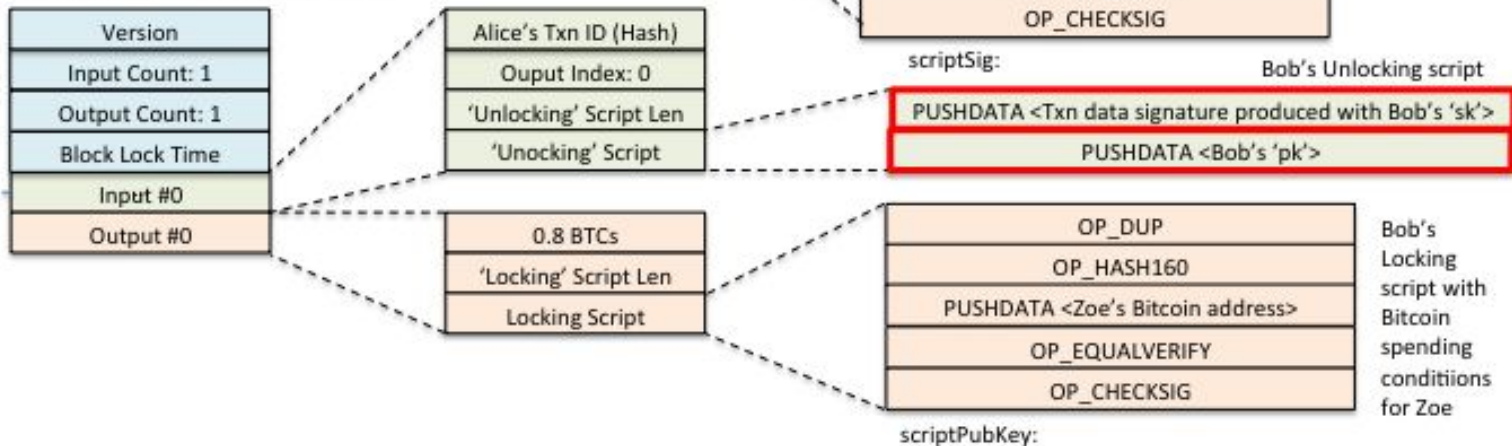 Version
Input Count: 1
Output Count: 1
Block Lock Time
Input #0
Output #0
Alice's Txn ID (Hash)
Ouput Index: 0
'Unlocking' Script Len
'Unocking' Script
0.8 BTCs
'Locking' Script Len
Locking Script
OP_CHECKSIG
scriptSig:
Bob's Unlocking script
PUSHDATA <Txn data signature produced with Bob's 'sk'>
PUSHDATA <Bob's 'pk'>
OP_DUP
OP_HASH160
PUSHDATA <Zoe's Bitcoin address>
OP_EQUALVERIFY
OP_CHECKSIG
scriptPubKey:
Bob's
Locking
script with
Bitcoin
spending
conditiions
for Zoe